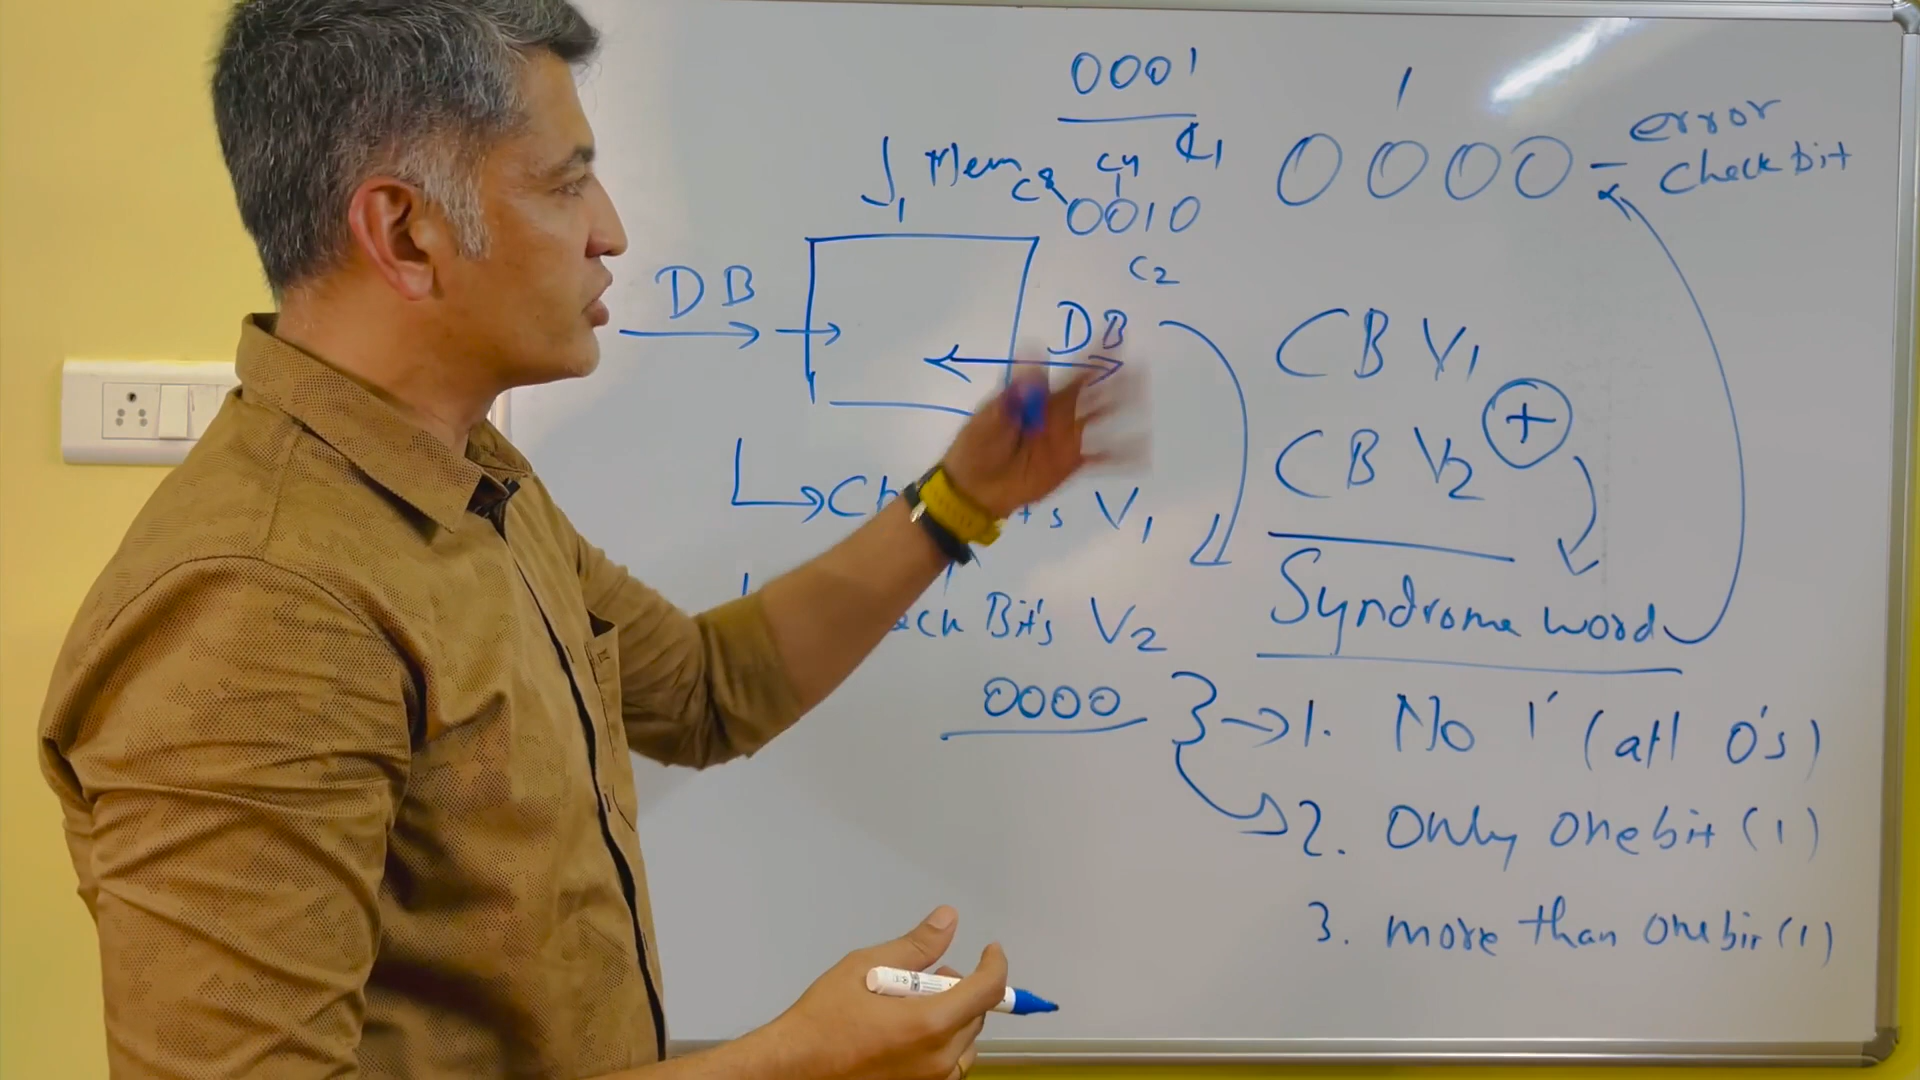 0001
1
error
Mem C8 C4 C1
0000 - check bit
0010
DB
C2
DB
CB V1
CB V2 +
V1
Syndrome word
Bit's V2
0000
1. No 1 (all 0's)
2. Only one bit (1)
3. more than one bit (1)